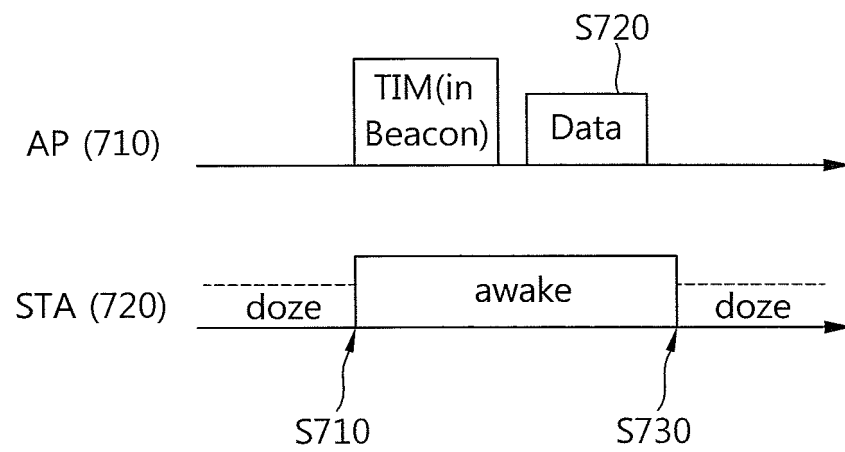 S720
TIM(in
Beacon)
Data
AP (710)
awake
STA (720)
doze
doze
S710
S730